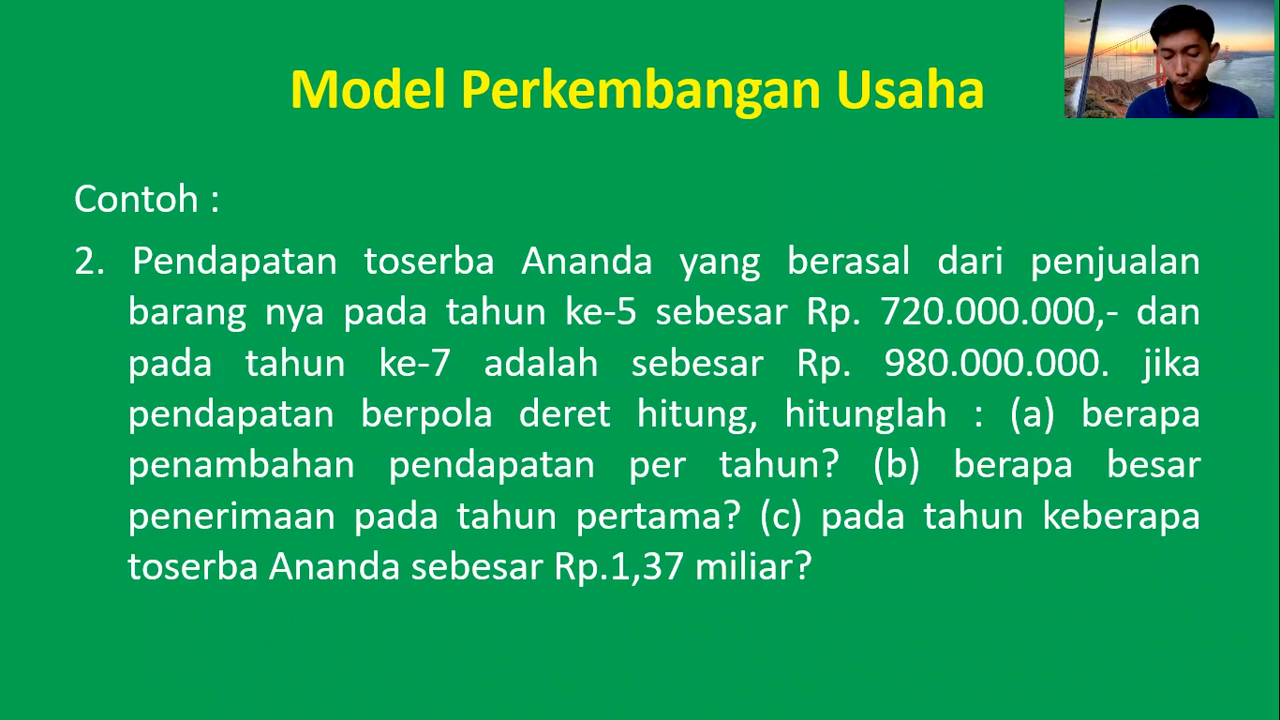 Model Perkembangan Usaha
Contoh :
2. Pendapatan toserba Ananda yang berasal dari penjualan
barang nya pada tahun ke-5 sebesar Rp. 720.000.000,- dan
pada tahun ke-7 adalah sebesar Rp. 980.000.000. jika
pendapatan berpola deret hitung, hitunglah : (a) berapa
penambahan pendapatan per tahun? (b) berapa besar
penerimaan pada tahun pertama? (c) pada tahun keberapa
toserba Ananda sebesar Rp.1,37 miliar?